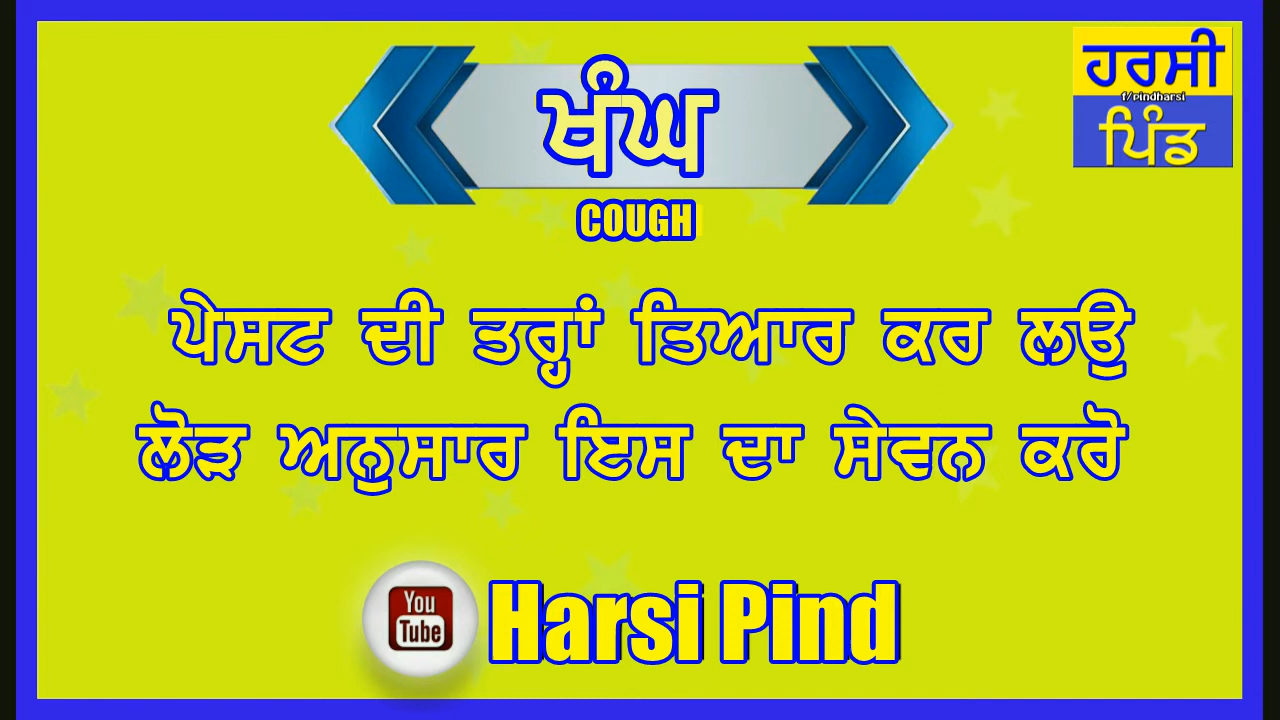 ਹਰਸੀ
f/pindharsi
ਪਿੰਡ
ਖੰਘ
COUGH
ਪੇਸਟ ਦੀ ਤਰ੍ਹਾਂ ਤਿਆਰ ਕਰ ਲਉ
ਲੋੜ ਅਨੁਸਾਰ ਇਸ ਦਾ ਸੇਵਨ ਕਰੋ
You
Tube
Harsi Pind